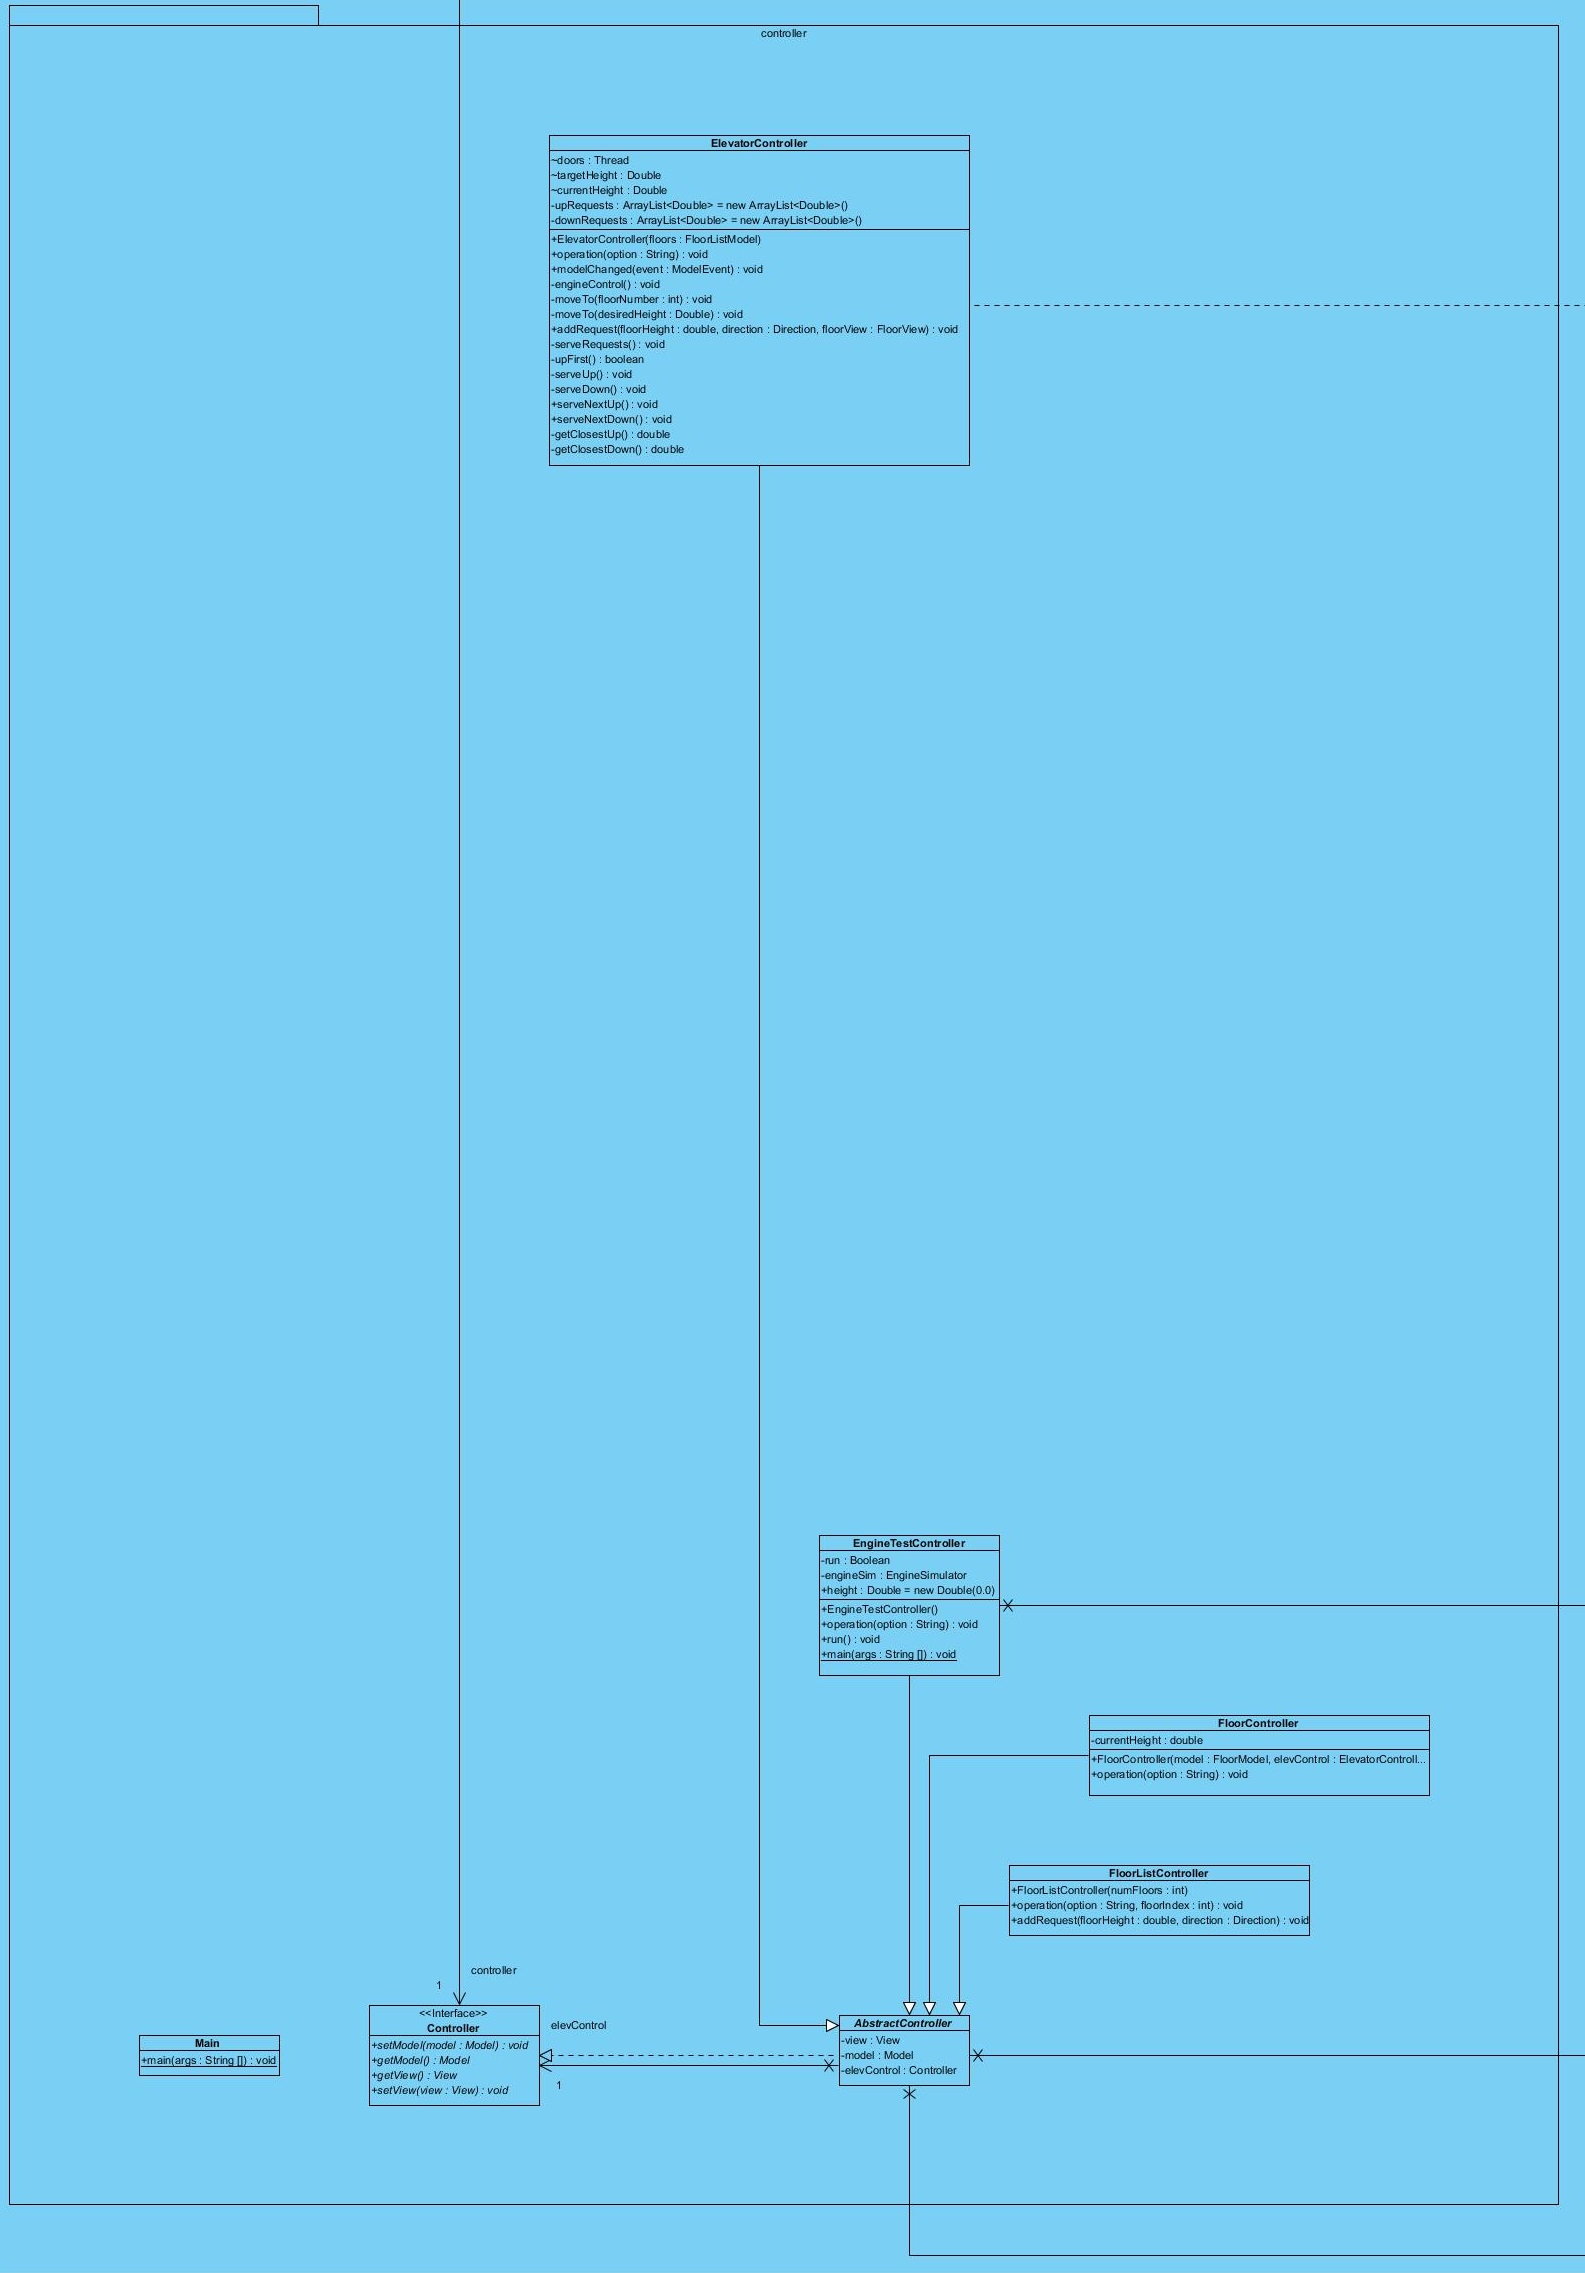 controller
ElevatorController
~doors : Thread
~targetHeight : Double
~currentHeight : Double
-upRequests : ArrayList<Double> = new ArrayList<Double>()
-downRequests : ArrayList<Double> = new ArrayList<Double>()
+ElevatorController(floors : FloorListModel)
+operation(option : String) : void
+modelChanged(event : ModelEvent) : void
-engineControl() : void
-moveTo(floorNumber : int) : void
-moveTo(desiredHeight : Double) : void
+addRequest(floorHeight : double, direction : Direction, floorView : FloorView) : void
-serveRequests() : void
-upFirst() : boolean
-serveUp() : void
-serveDown() : void
+serveNextUp() : void
+serveNextDown() : void
-getClosestUp() : double
-getClosestDown() : double
EngineTestController
-run : Boolean
-engineSim : EngineSimulator
+height : Double = new Double(0.0)
+EngineTestController()
+operation(option : String) : void
+run() : void
+main(args : String []) : void
FloorController
-currentHeight : double
+FloorController(model : FloorModel, elevControl : ElevatorControll...
+operation(option : String) : void
FloorListController
+FloorListController(numFloors : int)
+operation(option : String, floorIndex : int) : void
+addRequest(floorHeight : double, direction : Direction) : void
controller
1
<<Interface>>
Controller
+setModel(model : Model) : void
+getModel() : Model
+getView() : View
+setView(view : View) : void
elevControl
1
AbstractController
-view : View
-model : Model
-elevControl : Controller
Main
+main(args : String []) : void